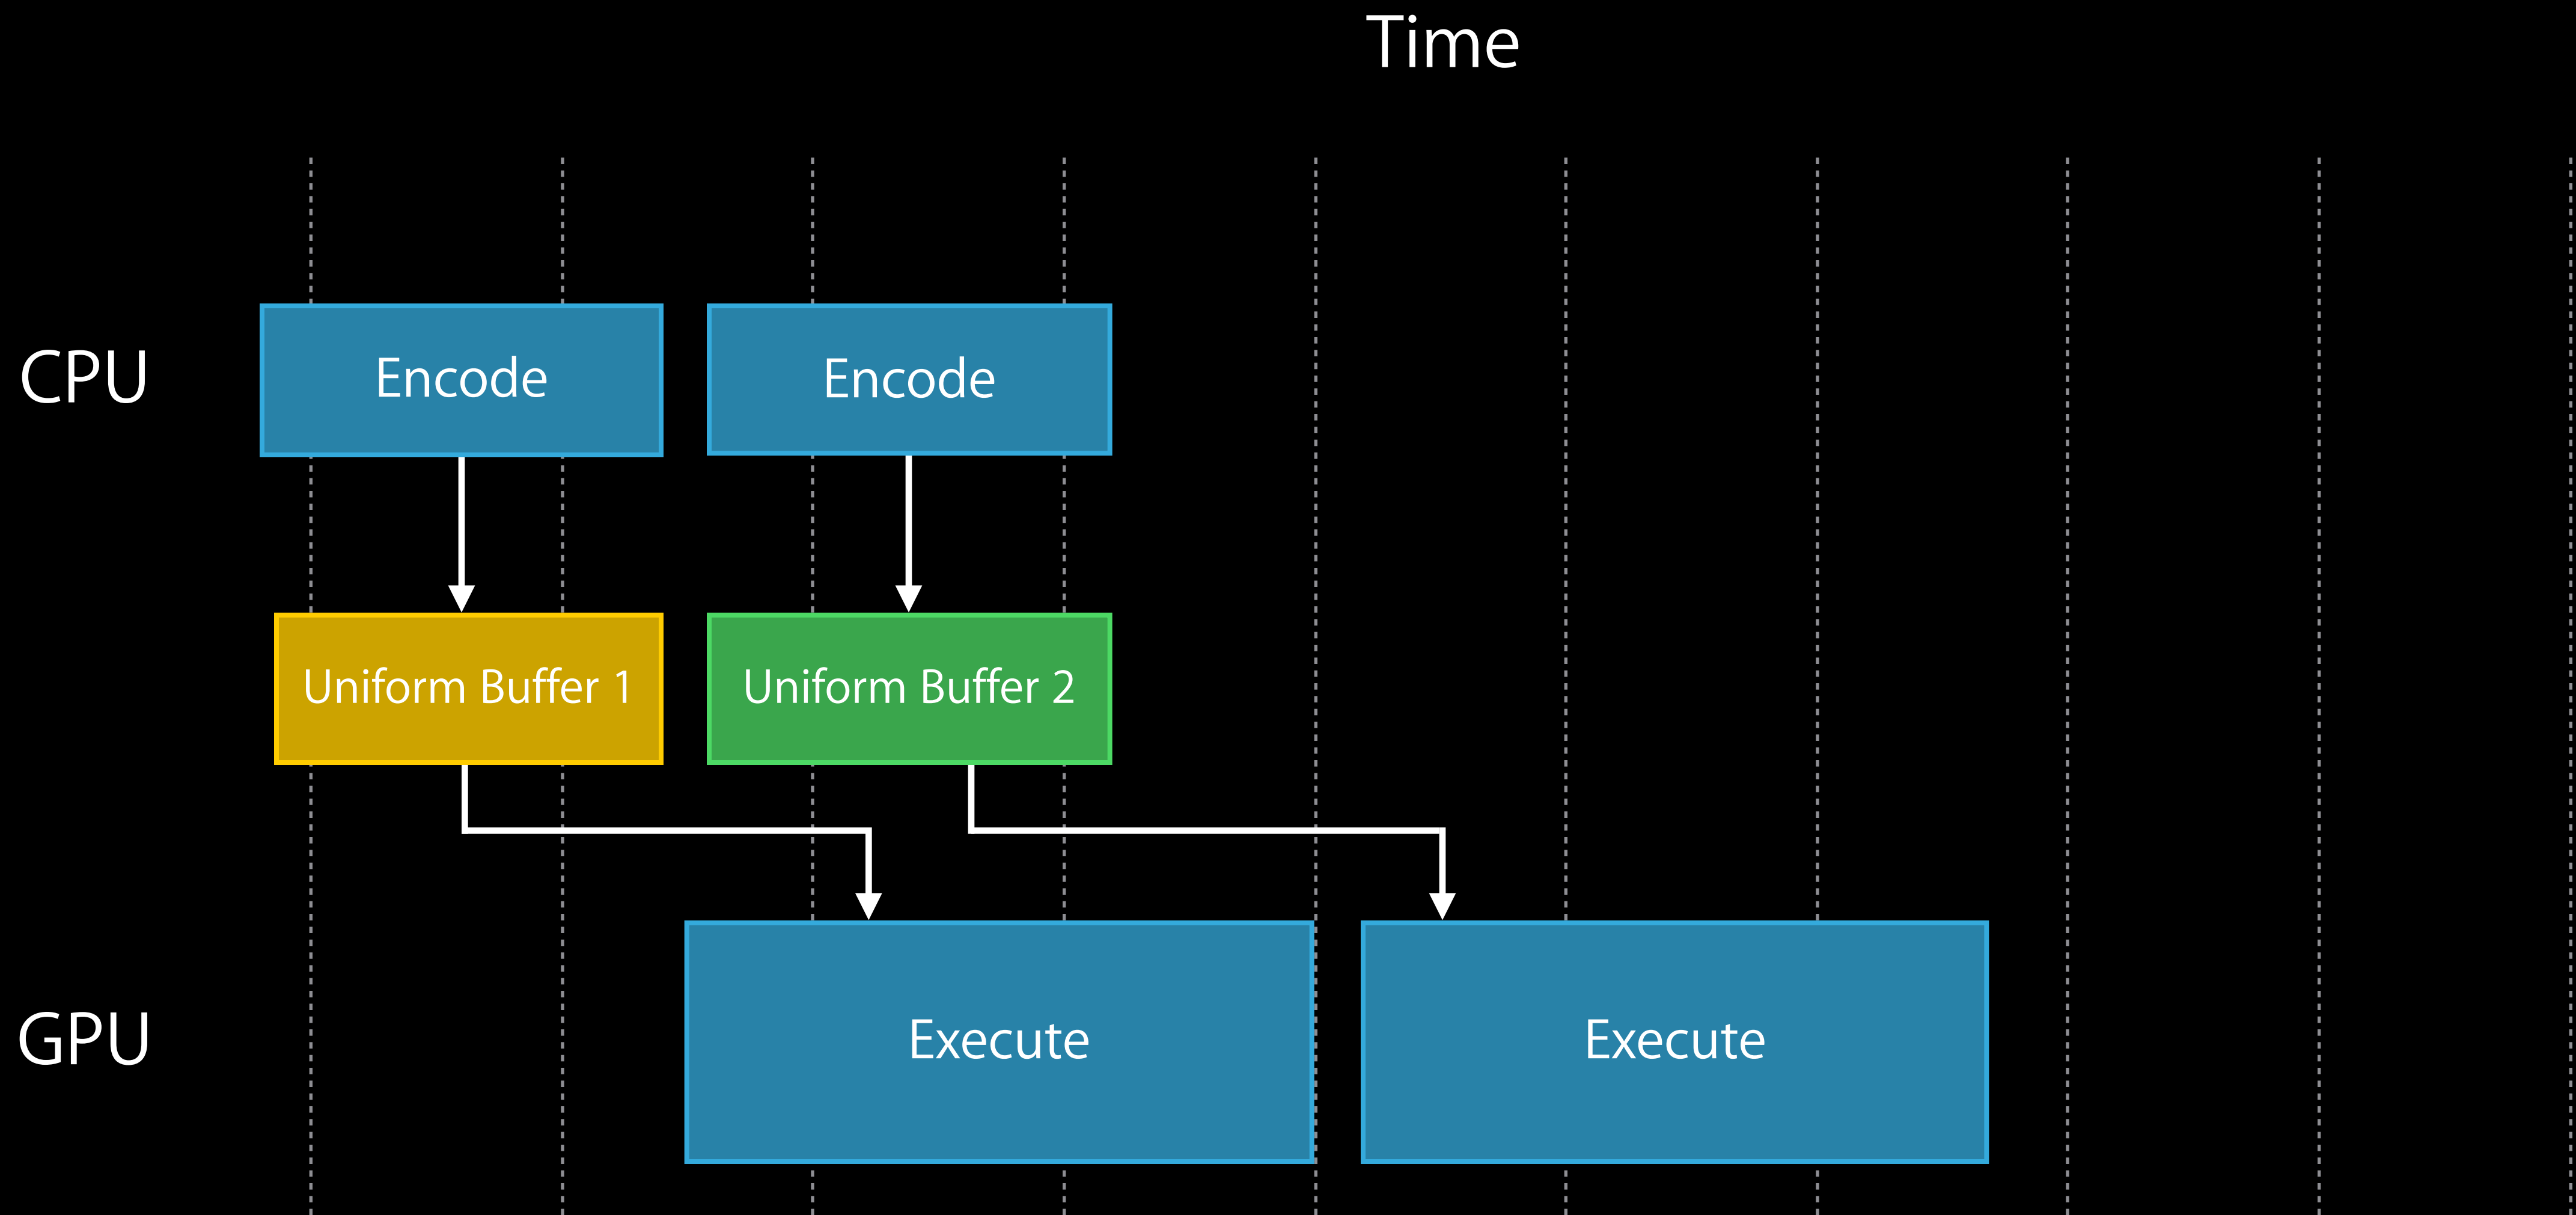 Time
CPU
Encode
Encode
Uniform Buffer 1
Uniform Buffer 2
GPU
Execute
Execute